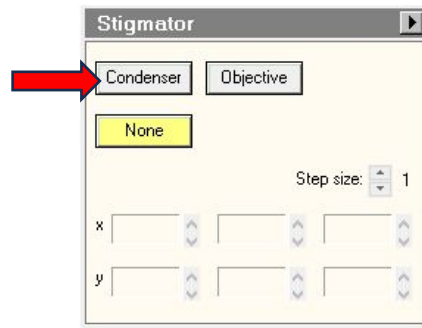 Stigmator
Condenser Objective
None
Step size: 1
x
y